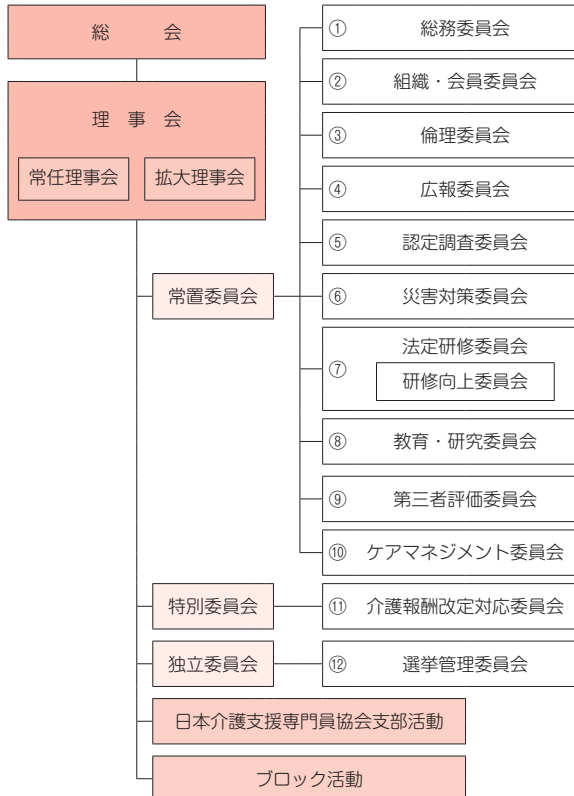 総　会
理　事　会
常任理事会
拡大理事会
常置委員会
① 総務委員会
② 組織・会員委員会
③ 倫理委員会
④ 広報委員会
⑤ 認定調査委員会
⑥ 災害対策委員会
⑦ 法定研修委員会
研修向上委員会
⑧ 教育・研究委員会
⑨ 第三者評価委員会
⑩ ケアマネジメント委員会
特別委員会
⑪ 介護報酬改定対応委員会
独立委員会
⑫ 選挙管理委員会
日本介護支援専門員協会支部活動
ブロック活動